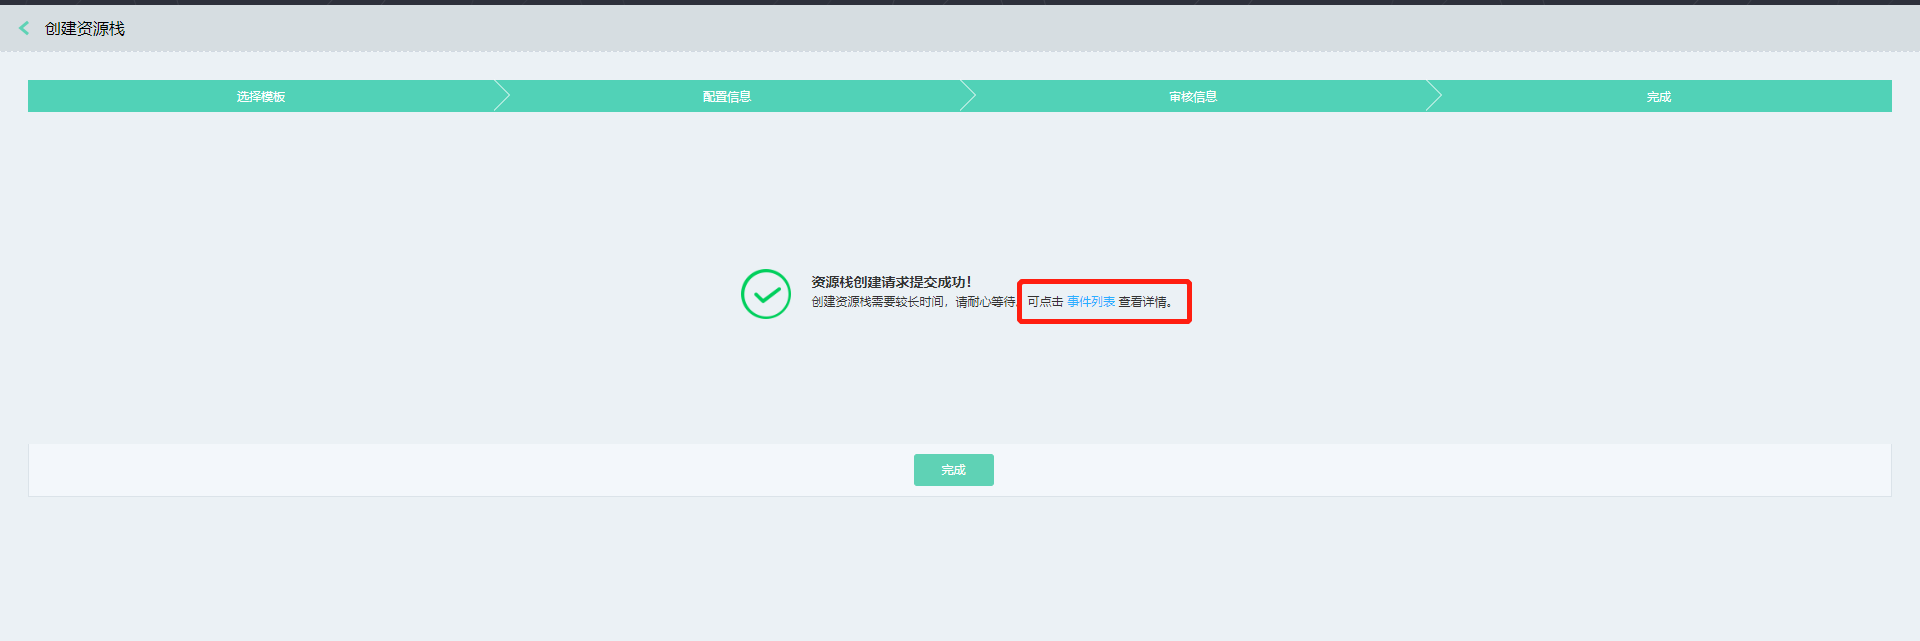 创建资源栈
选择模板
配置信息
审核信息
完成
资源栈创建请求提交成功！
创建资源栈需要较长时间，请耐心等待。可点击 事件列表 查看详情。
完成